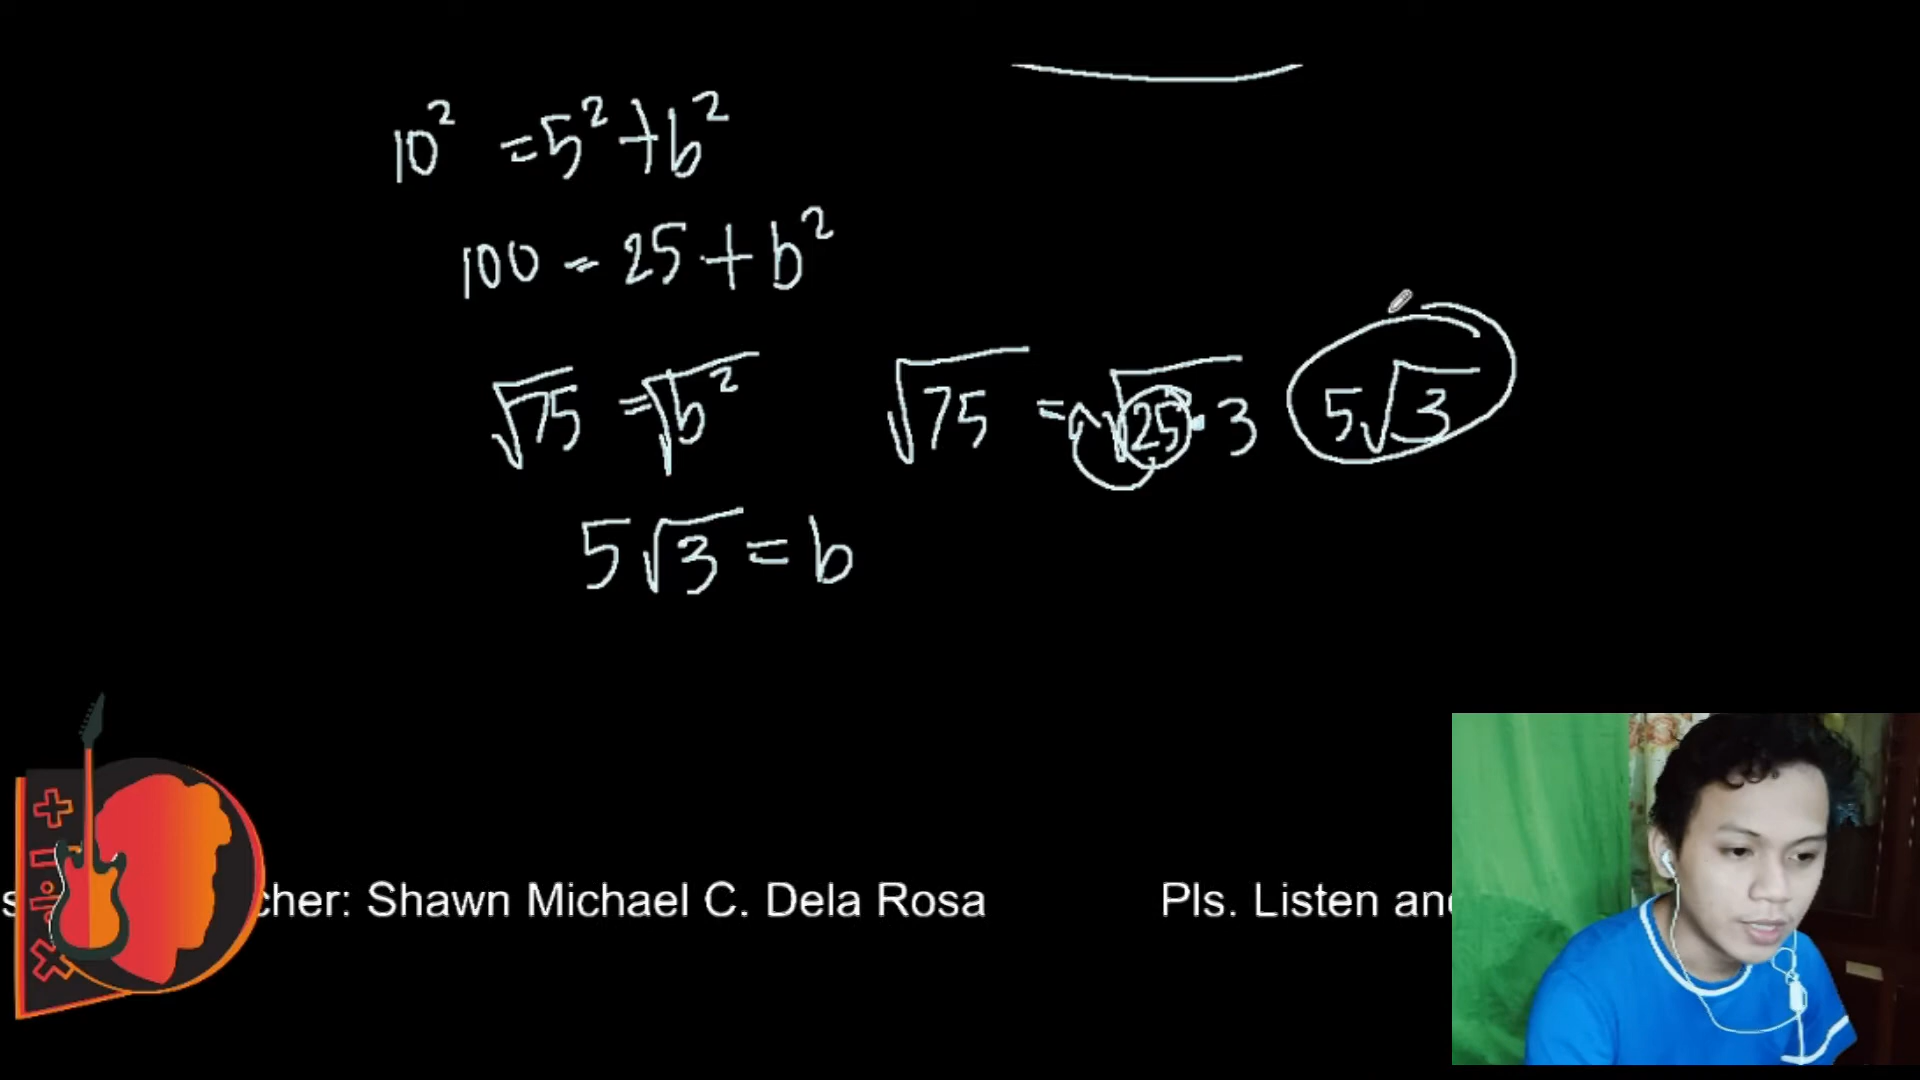 10² = 5² + b²
100 = 25 + b²
√75 = √b² √75 = √25·3 5√3
5√3 = b
cher: Shawn Michael C. Dela Rosa Pls. Listen an